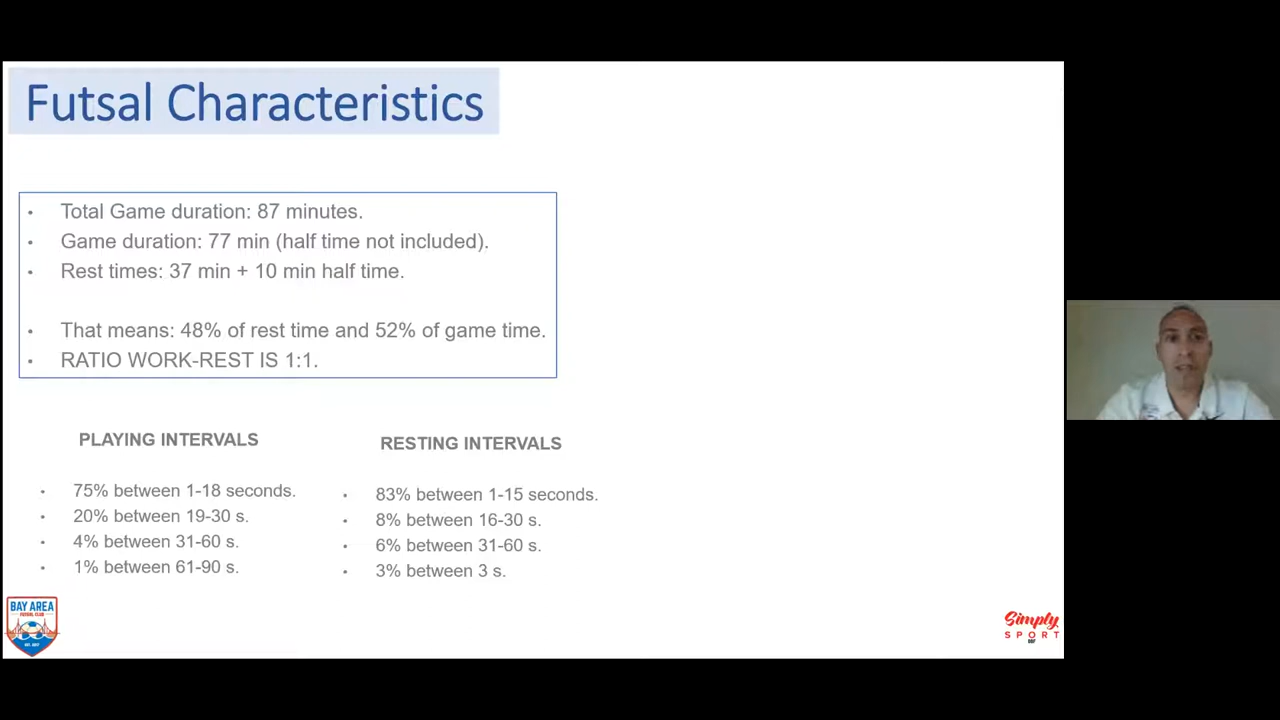 Futsal Characteristics
• Total Game duration: 87 minutes.
• Game duration: 77 min (half time not included).
• Rest times: 37 min + 10 min half time.
• That means: 48% of rest time and 52% of game time.
• RATIO WORK-REST IS 1:1.
PLAYING INTERVALS
• 75% between 1-18 seconds.
• 20% between 19-30 s.
• 4% between 31-60 s.
• 1% between 61-90 s.
RESTING INTERVALS
• 83% between 1-15 seconds.
• 8% between 16-30 s.
• 6% between 31-60 s.
• 3% between 3 s.
BAY AREA
FUTSAL CLUB
Simply
SPORT